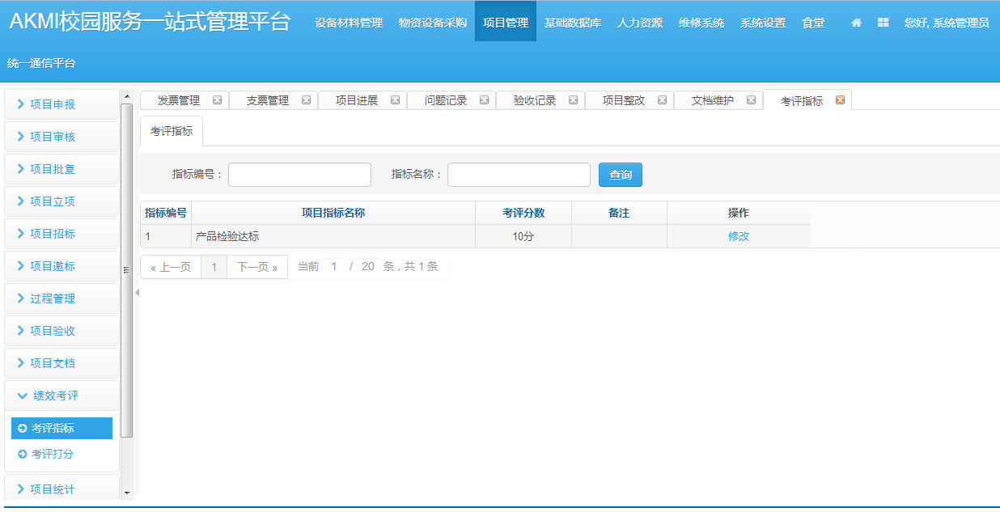 AKMI校园服务一站式管理平台 设备材料管理 物资设备采购 项目管理 基础数据库 人力资源 维修系统 系统设置 食堂 您好, 系统管理员
统一通信平台
项目申报
项目审核
项目批复
项目立项
项目招标
项目邀标
过程管理
项目验收
项目文档
绩效考评
考评指标
考评打分
项目统计
发票管理 支票管理 项目进展 问题记录 验收记录 项目整改 文档维护 考评指标
考评指标
指标编号： 指标名称： 查询
指标编号 项目指标名称 考评分数 备注 操作
1 产品检验达标 10分 修改
« 上一页 1 下一页 » 当前 1 / 20 条，共 1 条